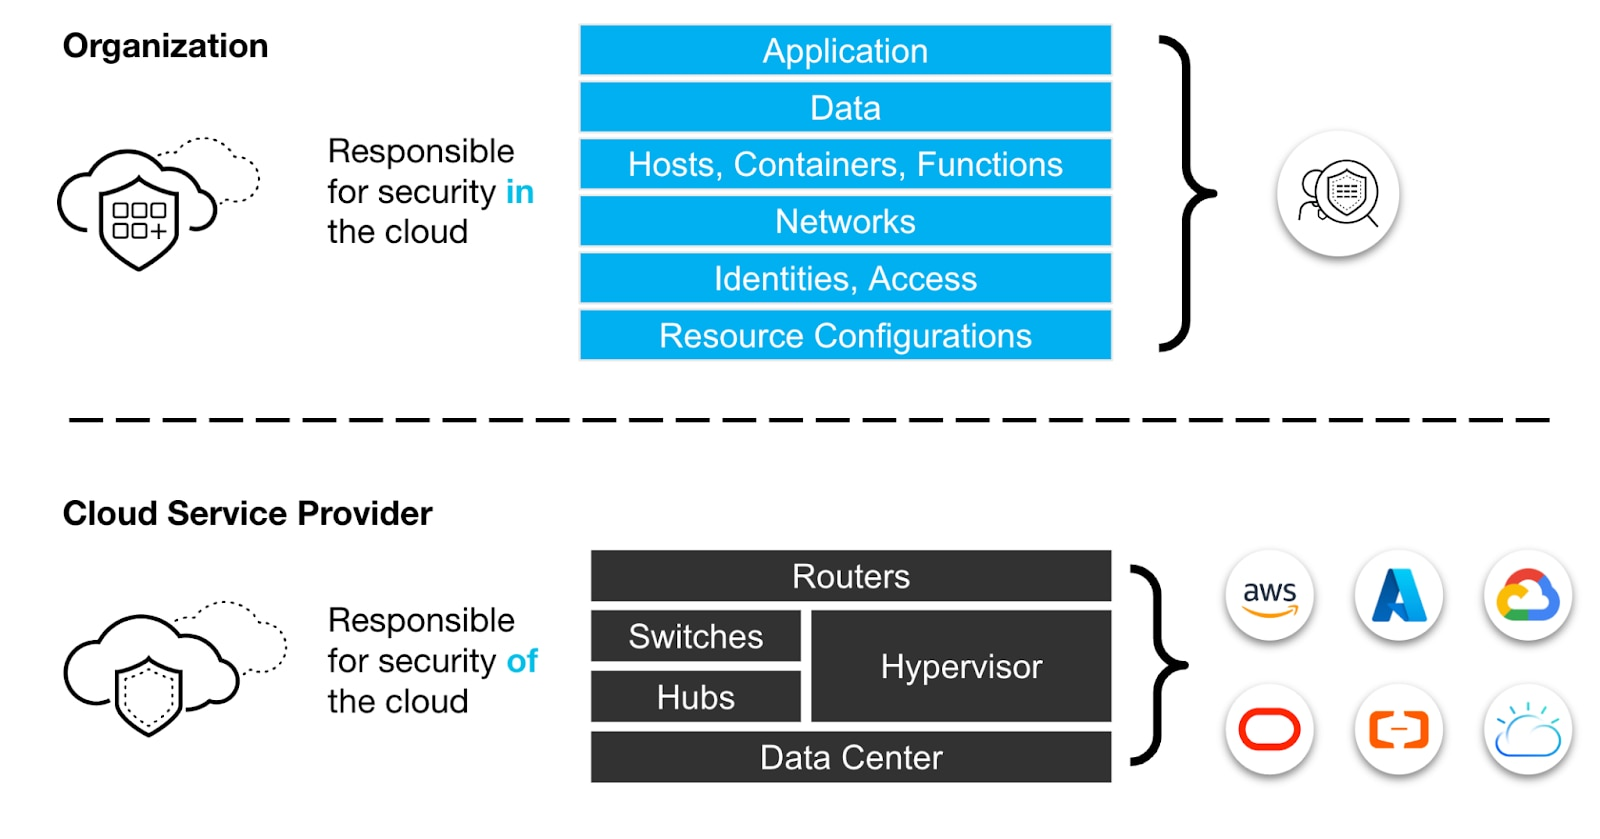 Organization
Responsible
for security in
the cloud
Application
Data
Hosts, Containers, Functions
Networks
Identities, Access
Resource Configurations
Cloud Service Provider
Responsible
for security of
the cloud
Routers
Switches
Hubs
Hypervisor
Data Center
aws